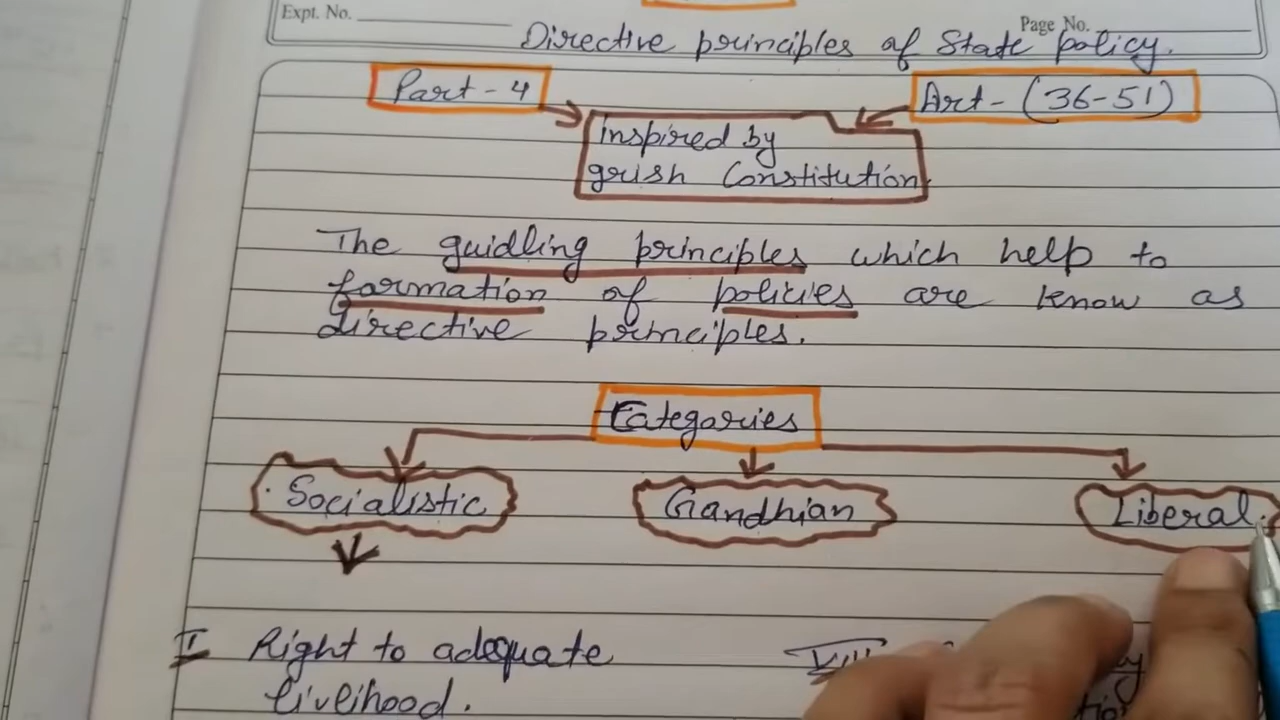 Expt. No.
Page No.
Directive principles of State policy.
Part - 4
Art - (36-51)
inspired by
grish Constitution
The guidling principles which help to
formation of policies are know as
directive principles.
Categories
Socialistic
Gandhian
Liberal.
I Right to adequate
livelihood.
VIII